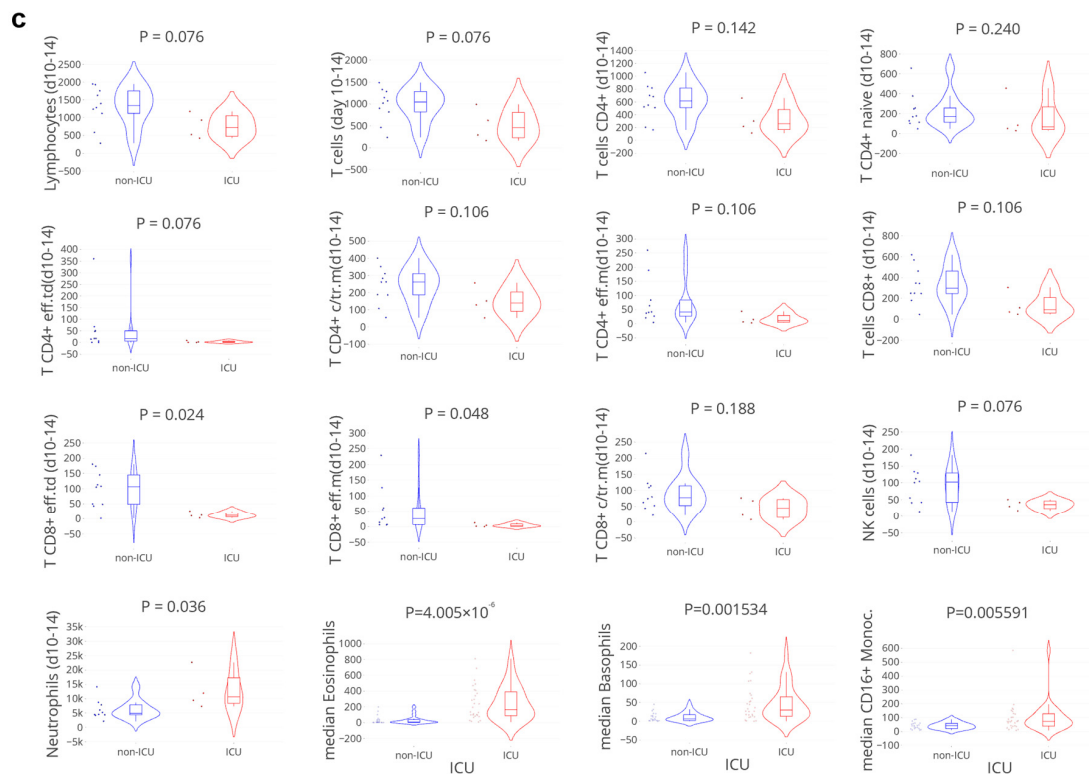 c
P = 0.076
Lymphocytes (d10-14)
2500
2000
1500
1000
500
0
−500
non-ICU
ICU
P = 0.076
T cells (day 10-14)
2000
1500
1000
500
0
−500
non-ICU
ICU
P = 0.142
T cells CD4+ (d10-14)
1400
1200
1000
800
600
400
200
0
−200
non-ICU
ICU
P = 0.240
T CD4+ naive (d10-14)
800
600
400
200
0
−200
non-ICU
ICU
P = 0.076
T CD4+ eff.td(d10-14)
400
350
300
250
200
150
100
50
0
−50
non-ICU
ICU
P = 0.106
T CD4+ c/tr.m(d10-14)
500
400
300
200
100
0
−100
non-ICU
ICU
P = 0.106
T CD4+ eff.m(d10-14)
300
250
200
150
100
50
0
−50
non-ICU
ICU
P = 0.106
T cells CD8+ (d10-14)
800
600
400
200
0
−200
non-ICU
ICU
P = 0.024
T CD8+ eff.td (d10-14)
250
200
150
100
50
0
−50
non-ICU
ICU
P = 0.048
T CD8+ eff.m(d10-14)
300
250
200
150
100
50
0
−50
non-ICU
ICU
P = 0.188
T CD8+ c/tr.m(d10-14)
250
200
150
100
50
0
−50
non-ICU
ICU
P = 0.076
NK cells (d10-14)
250
200
150
100
50
0
−50
non-ICU
ICU
P = 0.036
Neutrophils (d10-14)
35k
30k
25k
20k
15k
10k
5k
0
−5k
non-ICU
ICU
P=4.005×10⁻⁶
median Eosinophils
1000
800
600
400
200
0
−200
non-ICU
ICU
ICU
P=0.001534
median Basophils
200
150
100
50
0
−50
non-ICU
ICU
ICU
P=0.005591
median CD16+ Monoc.
600
500
400
300
200
100
0
−100
non-ICU
ICU
ICU